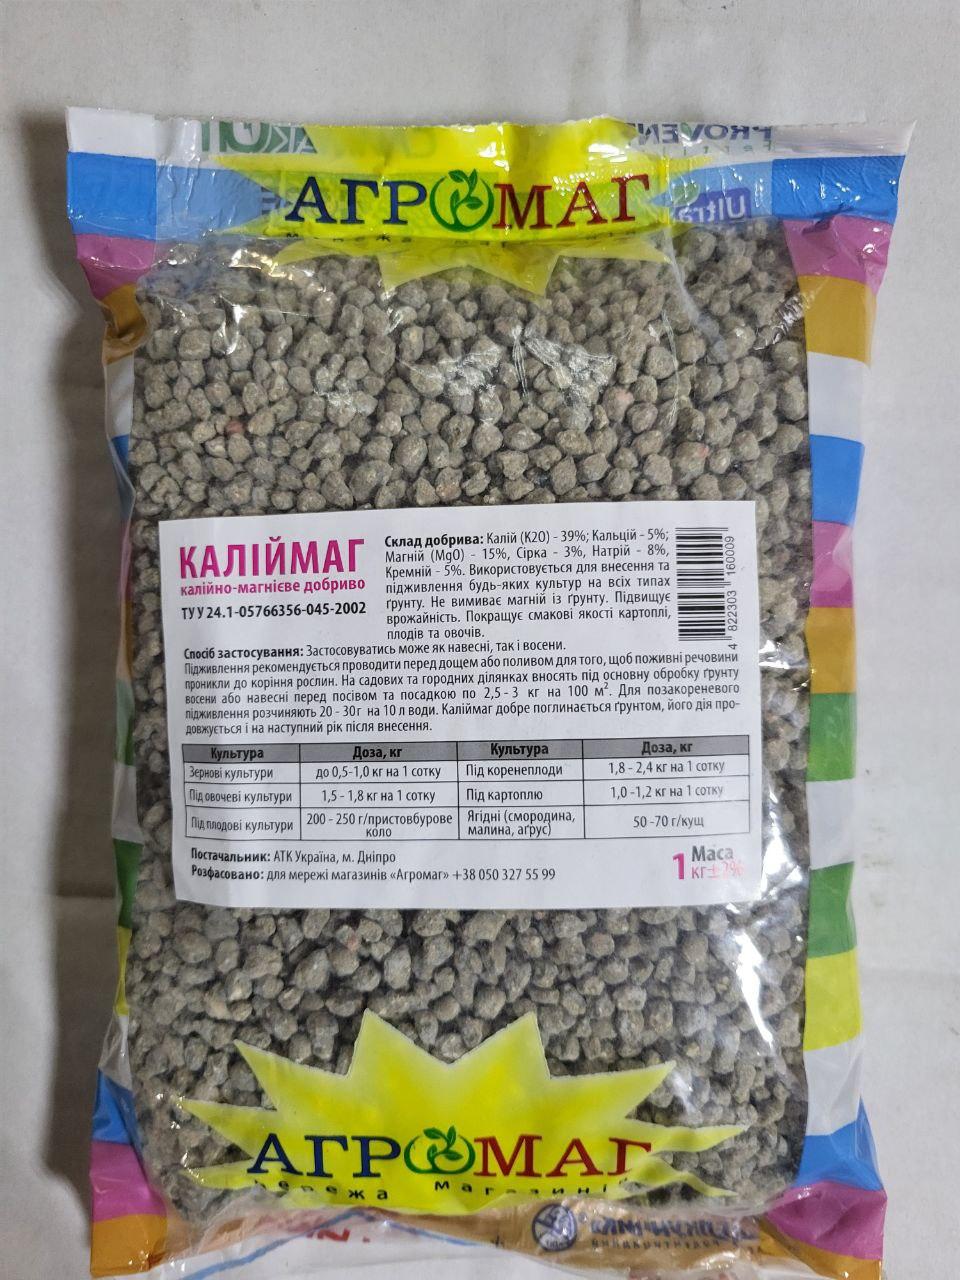 АГРОМАГ
мережа
Ultra
КАЛІЙМАГ
калійно-магнієве добриво
ТУ У 24.1-05766356-045-2002
Склад добрива: Калій (K2O) - 39%; Кальцій - 5%;
Магній (MgO) - 15%, Сірка - 3%, Натрій - 8%,
Кремній - 5%. Використовується для внесення та
підживлення будь-яких культур на всіх типах
ґрунту. Не вимиває магній із ґрунту. Підвищує
врожайність. Покращує смакові якості картоплі,
плодів та овочів.
4 822303 160009
Спосіб застосування: Застосовуватись може як навесні, так і восени.
Підживлення рекомендується проводити перед дощем або поливом для того, щоб поживні речовини
проникли до коріння рослин. На садових та городних ділянках вносять під основну обробку ґрунту
восени або навесні перед посівом та посадкою по 2,5 - 3 кг на 100 м². Для позакореневого
підживлення розчиняють 20 - 30г на 10 л води. Каліймаг добре поглинається ґрунтом, його дія про-
довжується і на наступний рік після внесення.
Культура Доза, кг Культура Доза, кг
Зернові культури до 0,5-1,0 кг на 1 сотку Під коренеплоди 1,8 - 2,4 кг на 1 сотку
Під овочеві культури 1,5 - 1,8 кг на 1 сотку Під картоплю 1,0 -1,2 кг на 1 сотку
Під плодові культури 200 - 250 г/пристовбурове коло Ягідні (смородина, малина, аґрус) 50 -70 г/кущ
Постачальник: АТК Україна, м. Дніпро
Розфасовано: для мережі магазинів «Агромаг» +38 050 327 55 99
Маса
1 кг±2%
АГРОМАГ
мережа магазинів